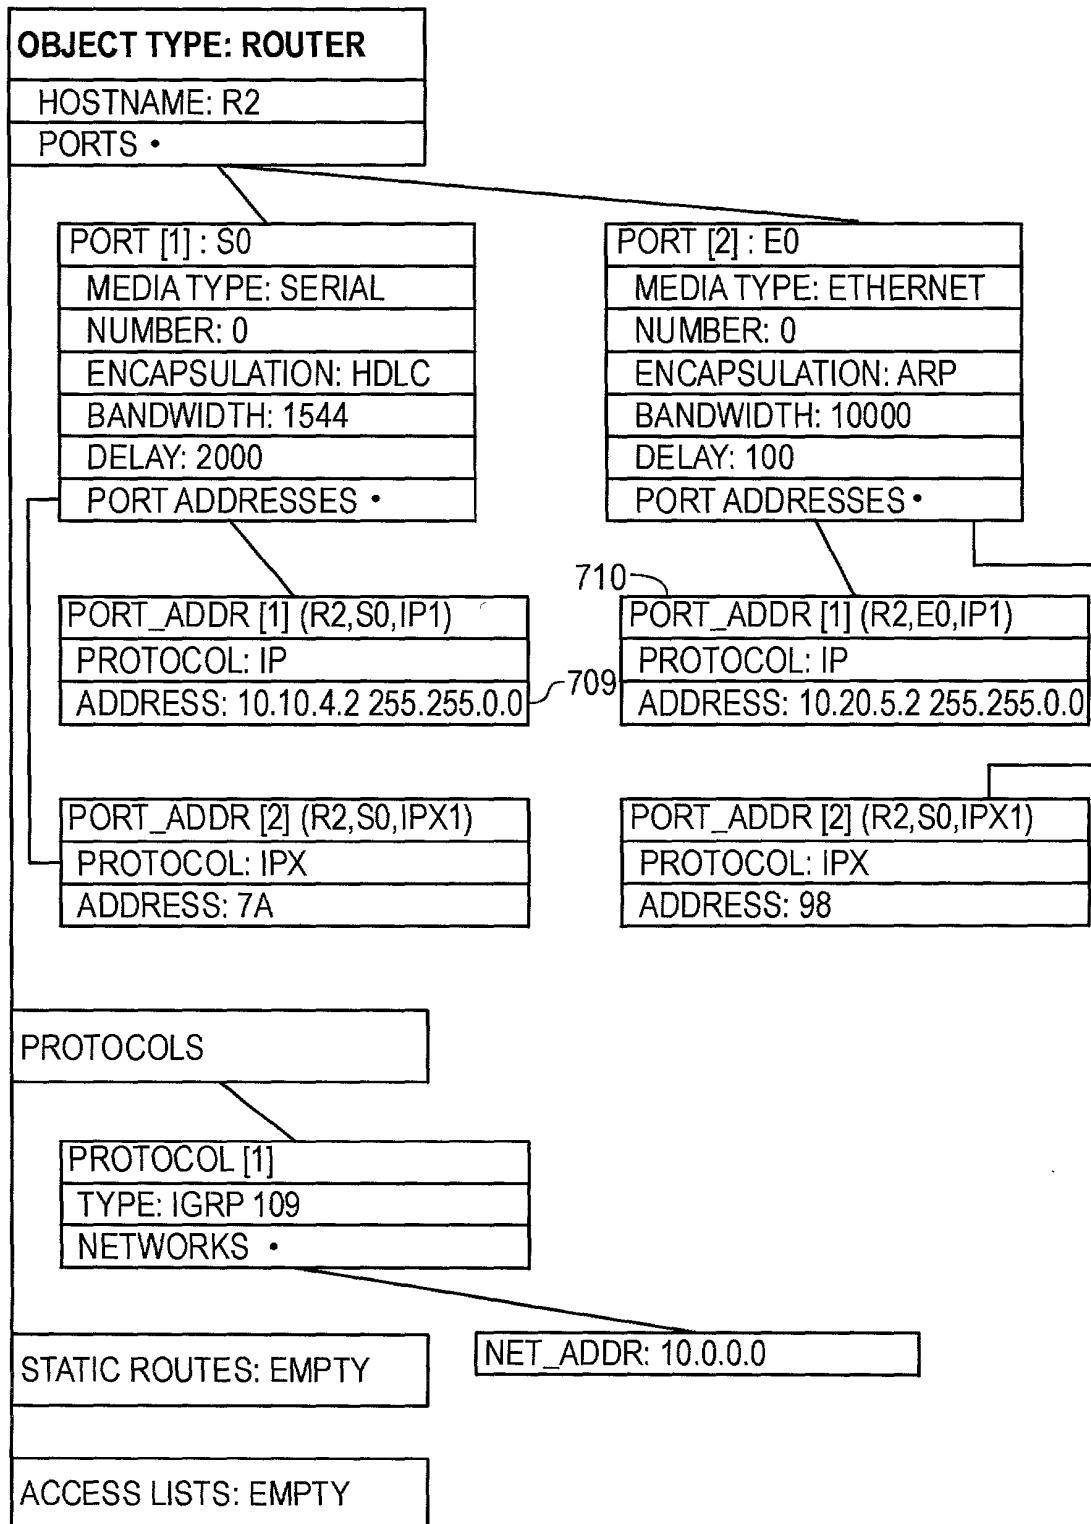 OBJECT TYPE: ROUTER
HOSTNAME: R2
PORTS •
PORT [1] : S0
MEDIA TYPE: SERIAL
NUMBER: 0
ENCAPSULATION: HDLC
BANDWIDTH: 1544
DELAY: 2000
PORT ADDRESSES •
PORT [2] : E0
MEDIA TYPE: ETHERNET
NUMBER: 0
ENCAPSULATION: ARP
BANDWIDTH: 10000
DELAY: 100
PORT ADDRESSES •
PORT_ADDR [1] (R2,S0,IP1)
PROTOCOL: IP
ADDRESS: 10.10.4.2 255.255.0.0
709
710
PORT_ADDR [1] (R2,E0,IP1)
PROTOCOL: IP
ADDRESS: 10.20.5.2 255.255.0.0
PORT_ADDR [2] (R2,S0,IPX1)
PROTOCOL: IPX
ADDRESS: 7A
PORT_ADDR [2] (R2,S0,IPX1)
PROTOCOL: IPX
ADDRESS: 98
PROTOCOLS
PROTOCOL [1]
TYPE: IGRP 109
NETWORKS •
NET_ADDR: 10.0.0.0
STATIC ROUTES: EMPTY
ACCESS LISTS: EMPTY